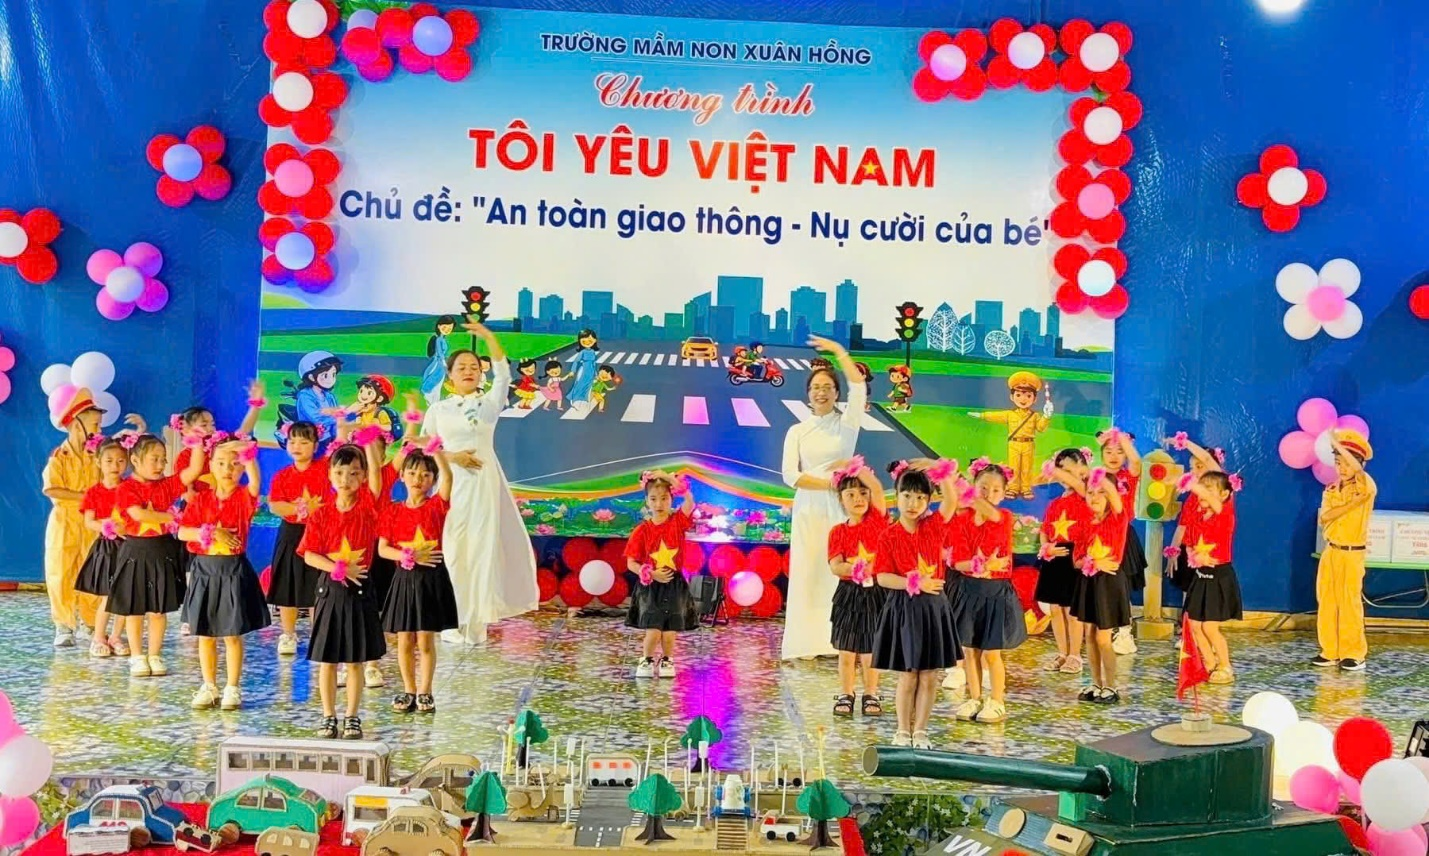 TRƯỜNG MẦM NON XUÂN HỒNG
Chương trình
TÔI YÊU VIỆT NAM
Chủ đề: "An toàn giao thông - Nụ cười của bé"
VN